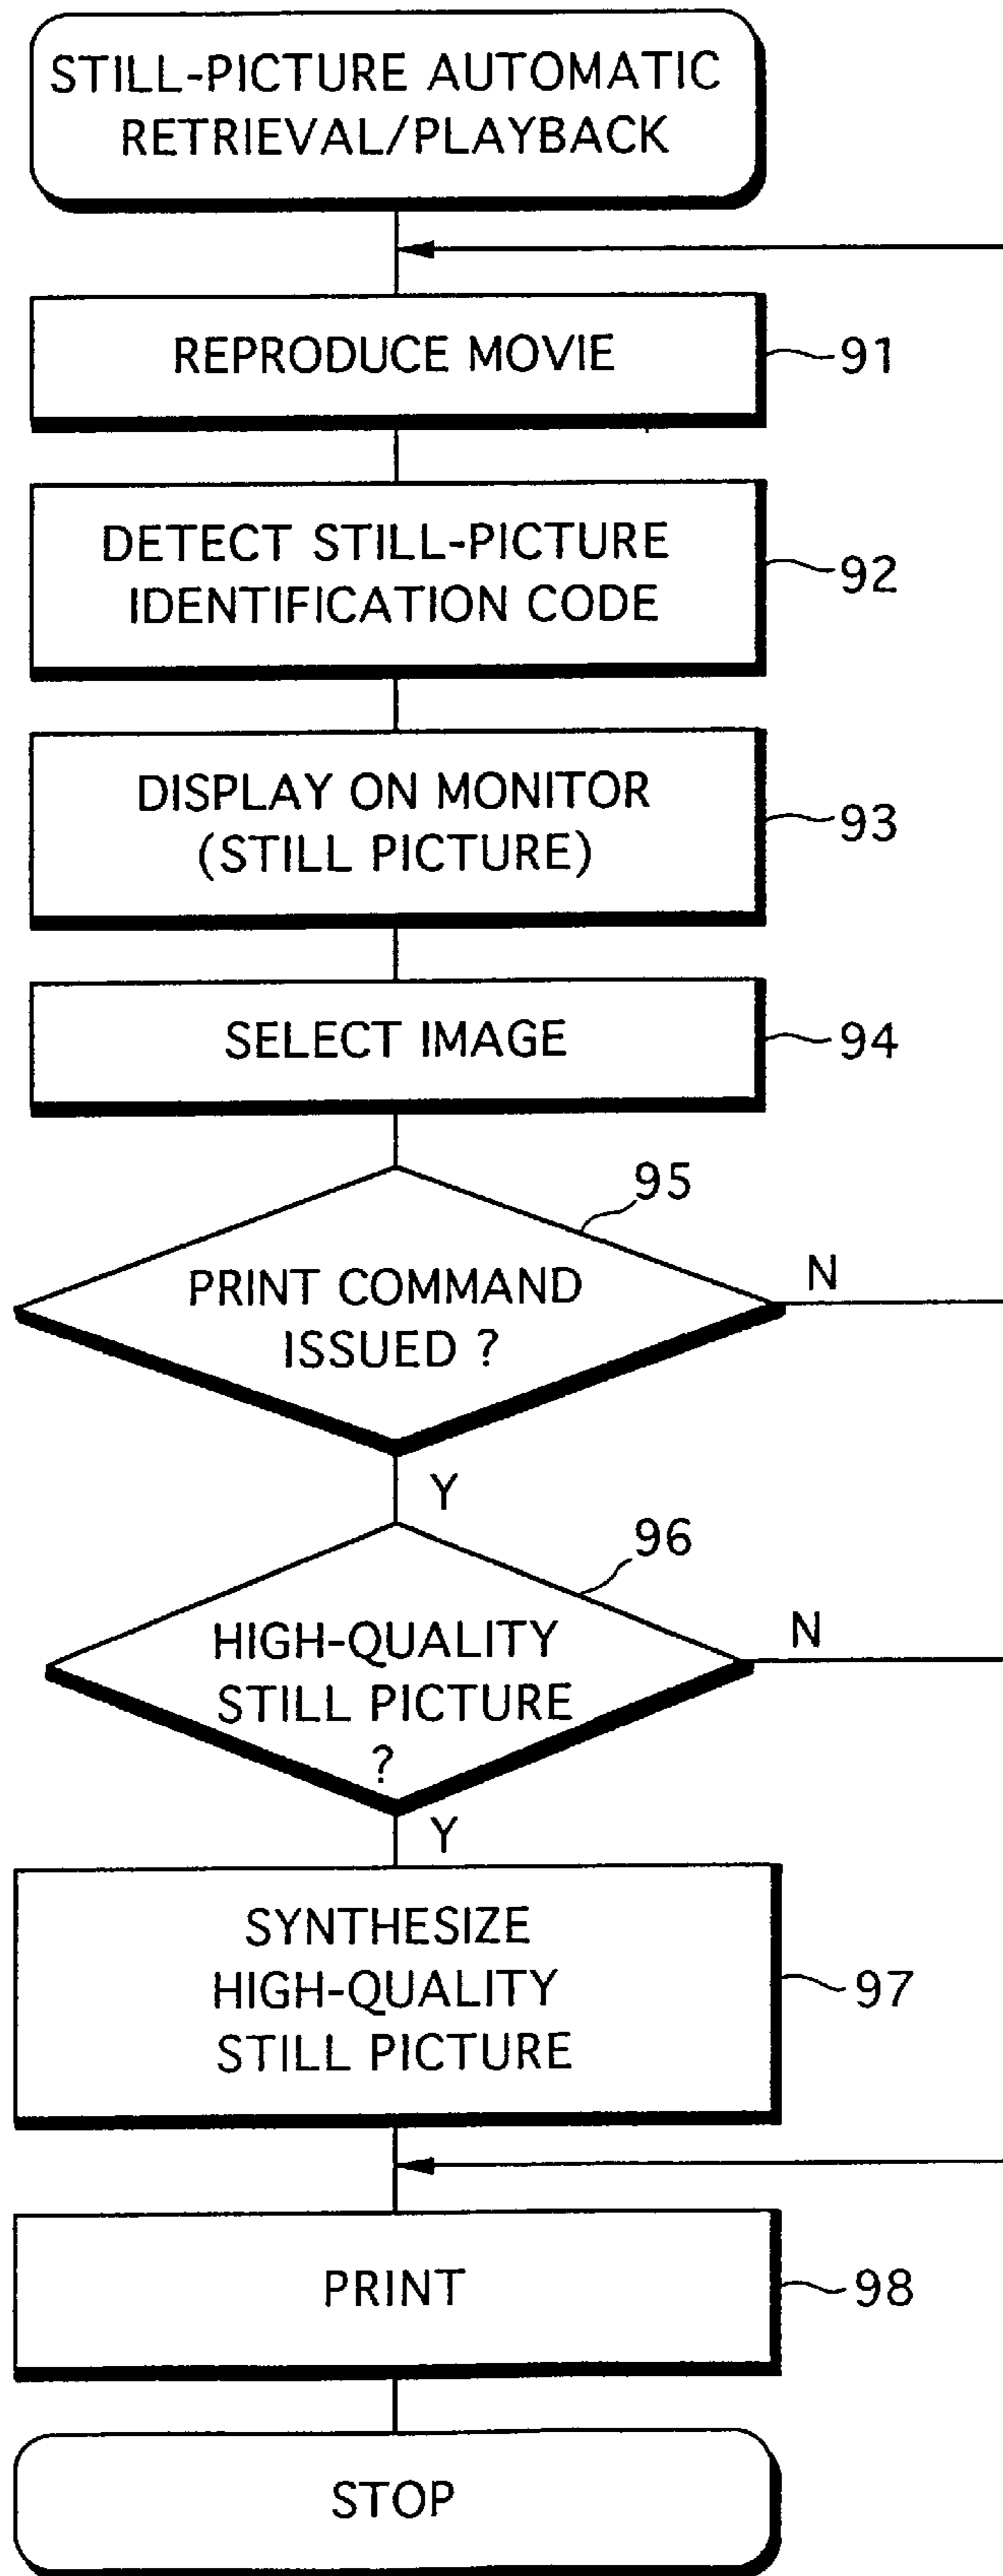 STILL-PICTURE AUTOMATIC
RETRIEVAL/PLAYBACK
REPRODUCE MOVIE
91
DETECT STILL-PICTURE
IDENTIFICATION CODE
92
DISPLAY ON MONITOR
(STILL PICTURE)
93
SELECT IMAGE
94
95
PRINT COMMAND
ISSUED ?
N
Y
96
HIGH-QUALITY
STILL PICTURE
?
N
Y
SYNTHESIZE
HIGH-QUALITY
STILL PICTURE
97
PRINT
98
STOP